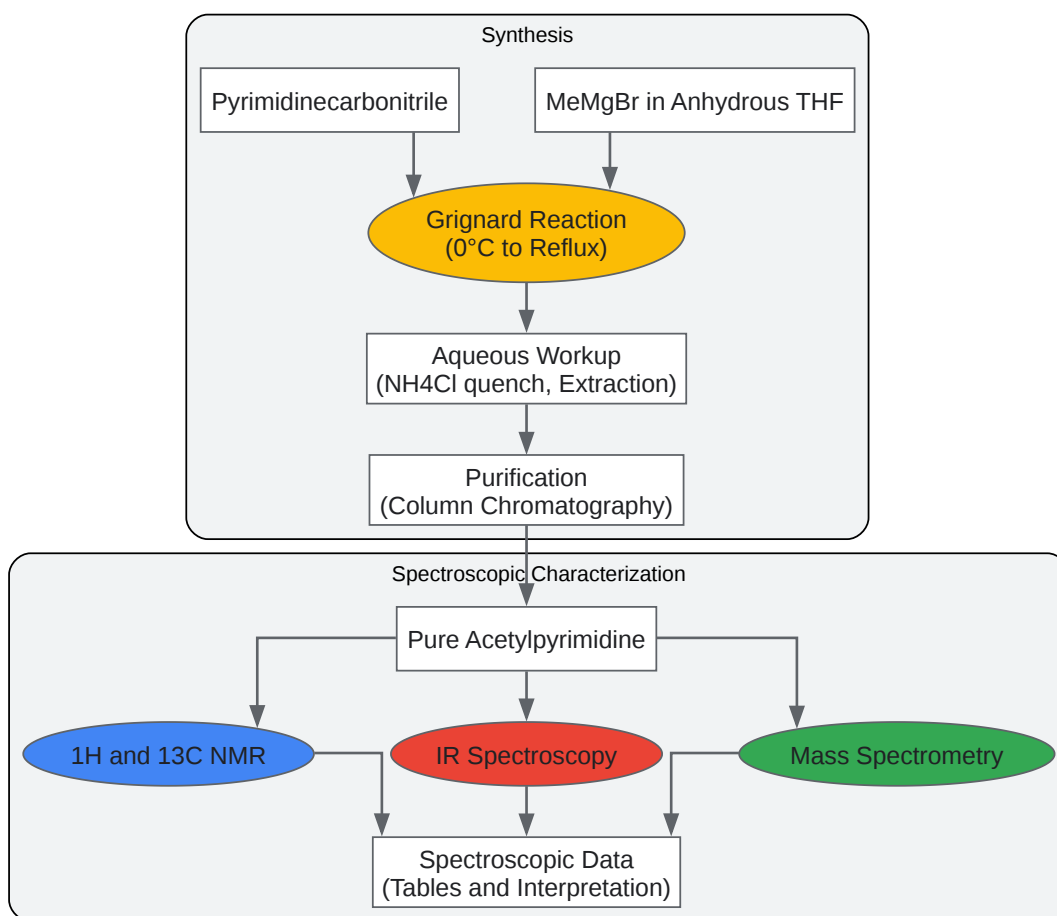 Synthesis
Pyrimidinecarbonitrile
MeMgBr in Anhydrous THF
Grignard Reaction
(0°C to Reflux)
Aqueous Workup
(NH4Cl quench, Extraction)
Purification
(Column Chromatography)
Spectroscopic Characterization
Pure Acetylpyrimidine
1H and 13C NMR
IR Spectroscopy
Mass Spectrometry
Spectroscopic Data
(Tables and Interpretation)